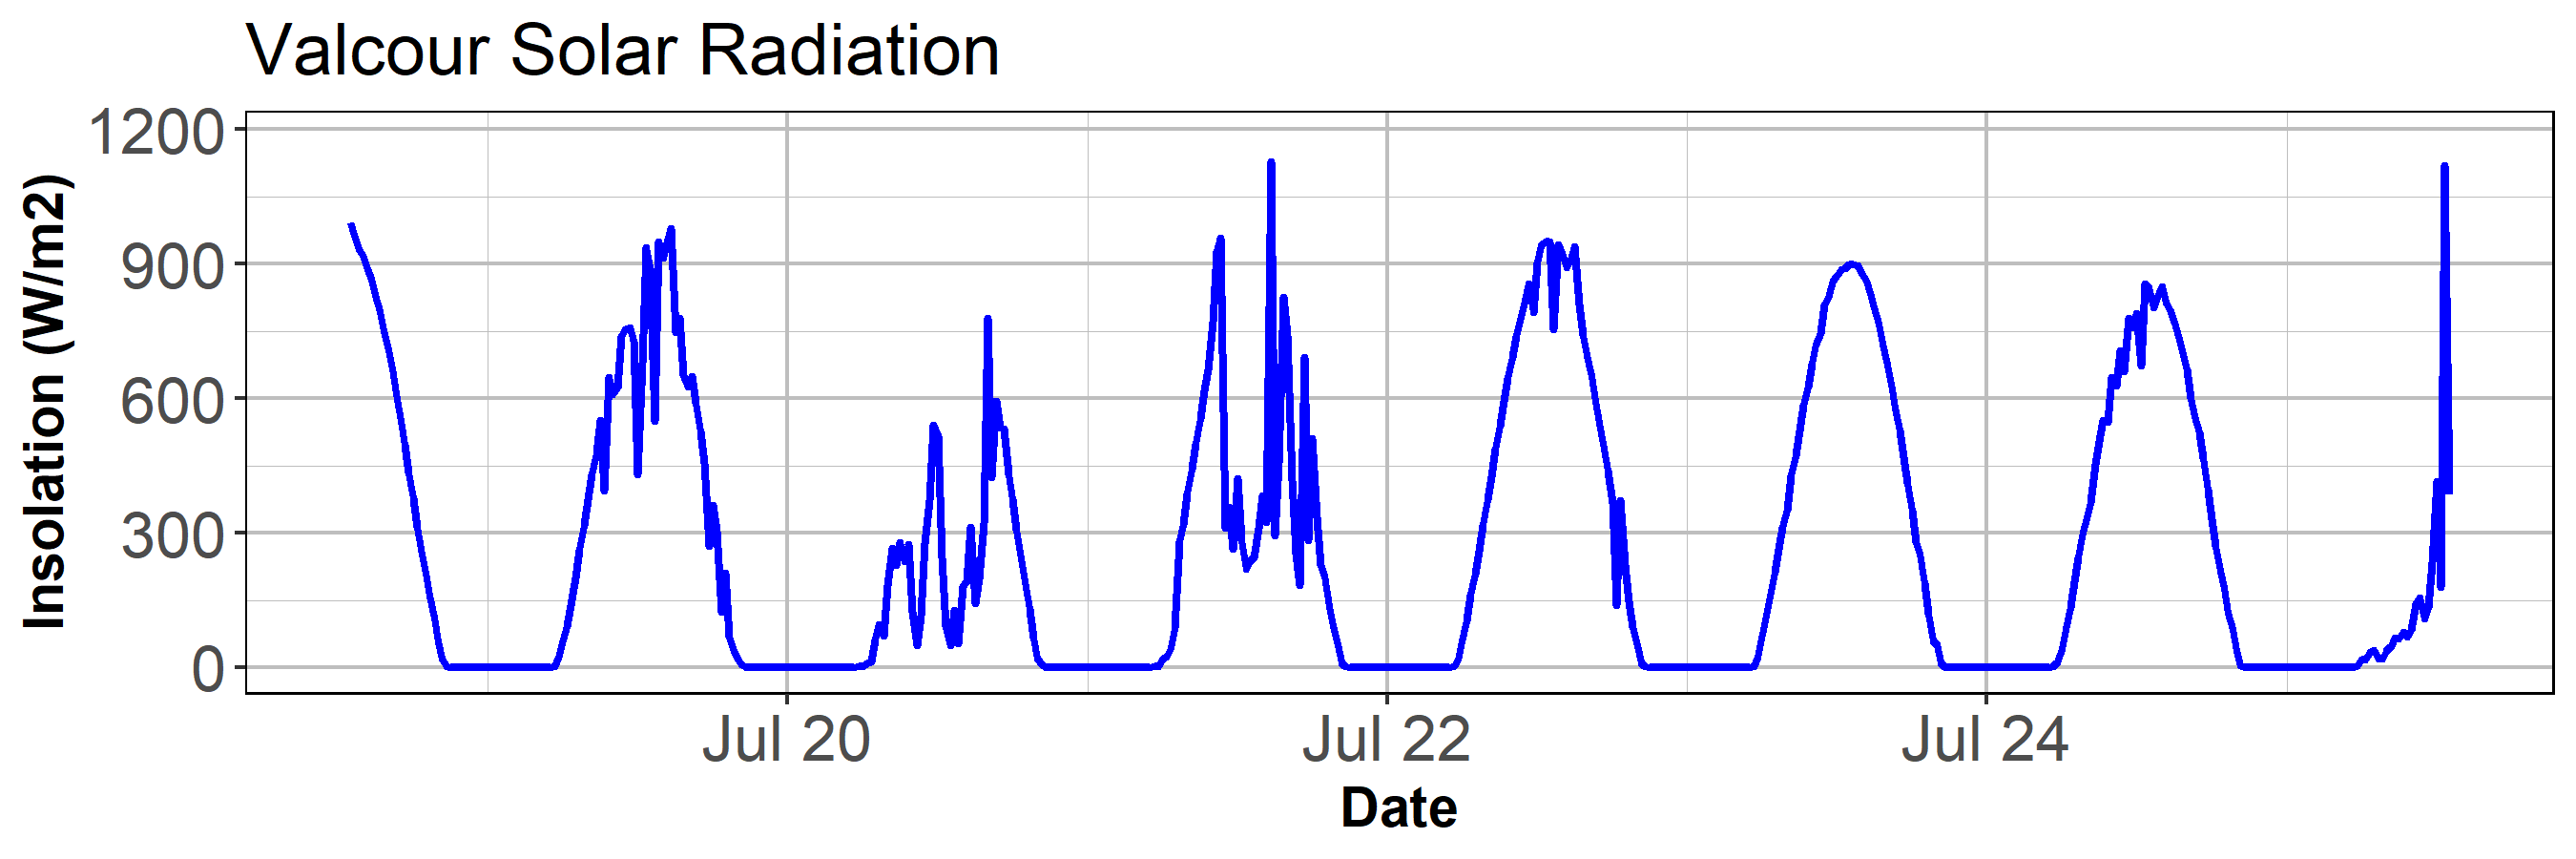 Valcour Solar Radiation
1200
900
600
300
0
Insolation (W/m2)
Jul 20
Jul 22
Jul 24
Date